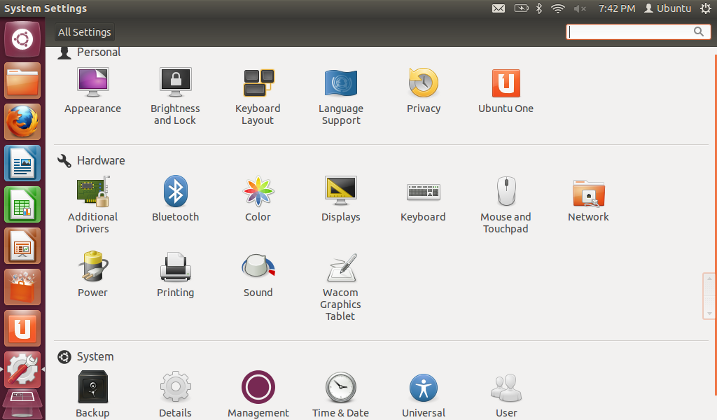 System Settings
7:42 PM
Ubuntu
All Settings
Personal
Appearance
Brightness
and Lock
Keyboard
Layout
Language
Support
Privacy
Ubuntu One
Hardware
Additional
Drivers
Bluetooth
Color
Displays
Keyboard
Mouse and
Touchpad
Network
Power
Printing
Sound
Wacom
Graphics
Tablet
System
Backup
Details
Management
Time & Date
Universal
User